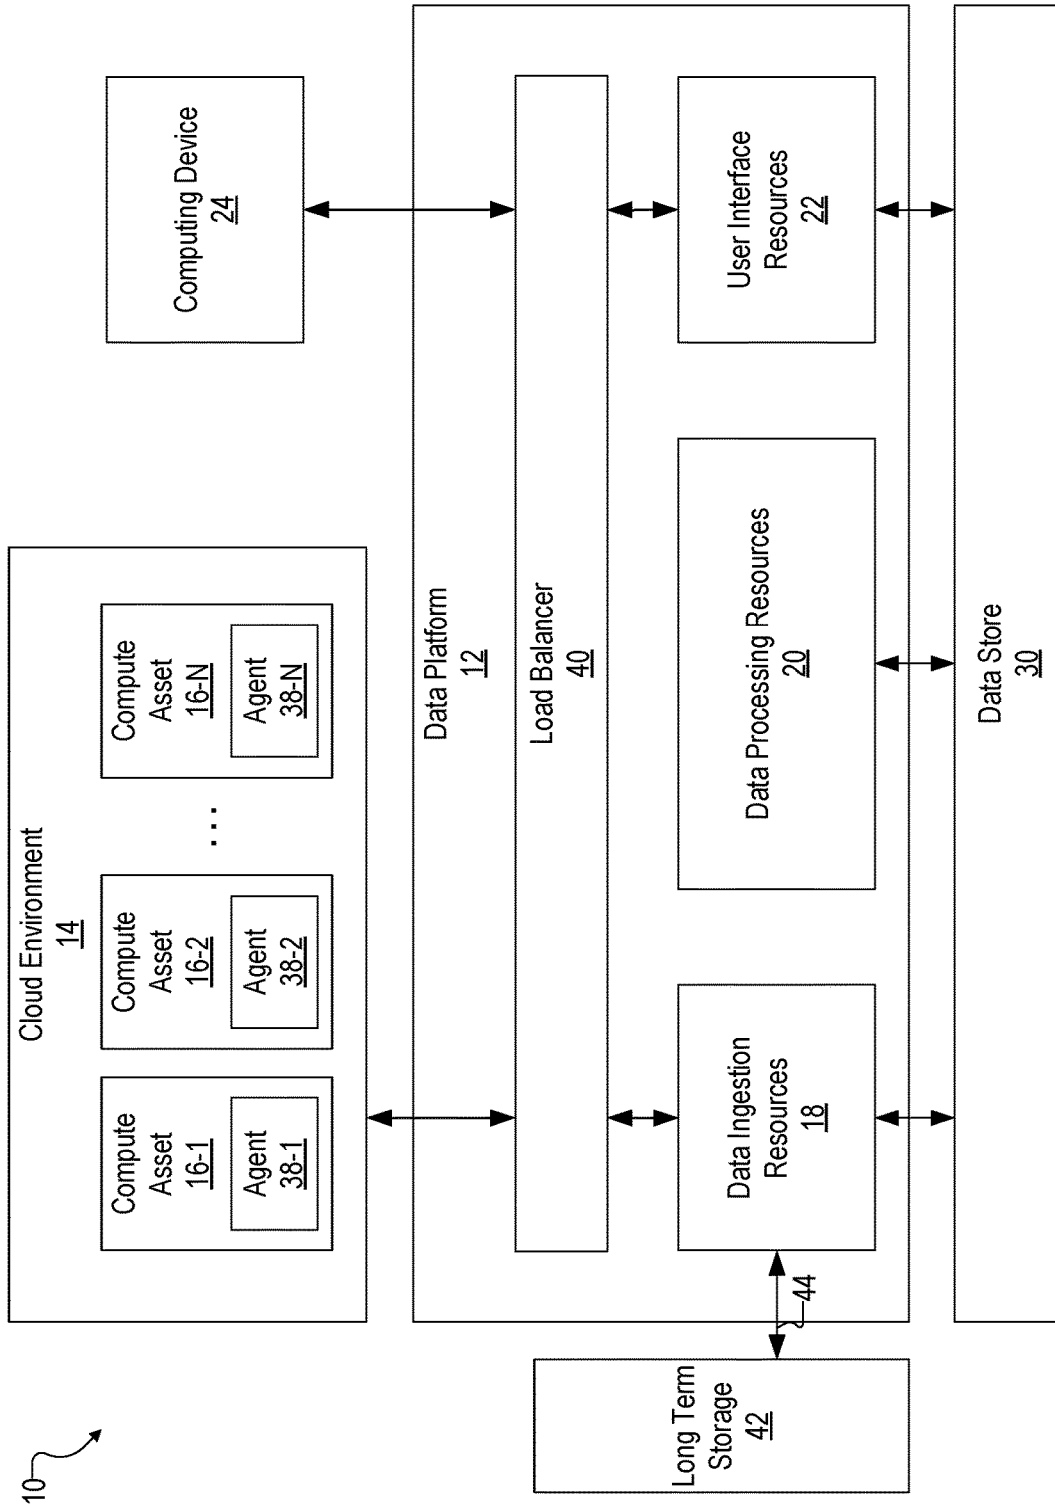 10
Cloud Environment
14
Compute
Asset
16-1
Agent
38-1
Compute
Asset
16-2
Agent
38-2
...
Compute
Asset
16-N
Agent
38-N
Computing Device
24
Data Platform
12
Load Balancer
40
Long Term
Storage
42
44
Data Ingestion
Resources
18
Data Processing Resources
20
User Interface
Resources
22
Data Store
30